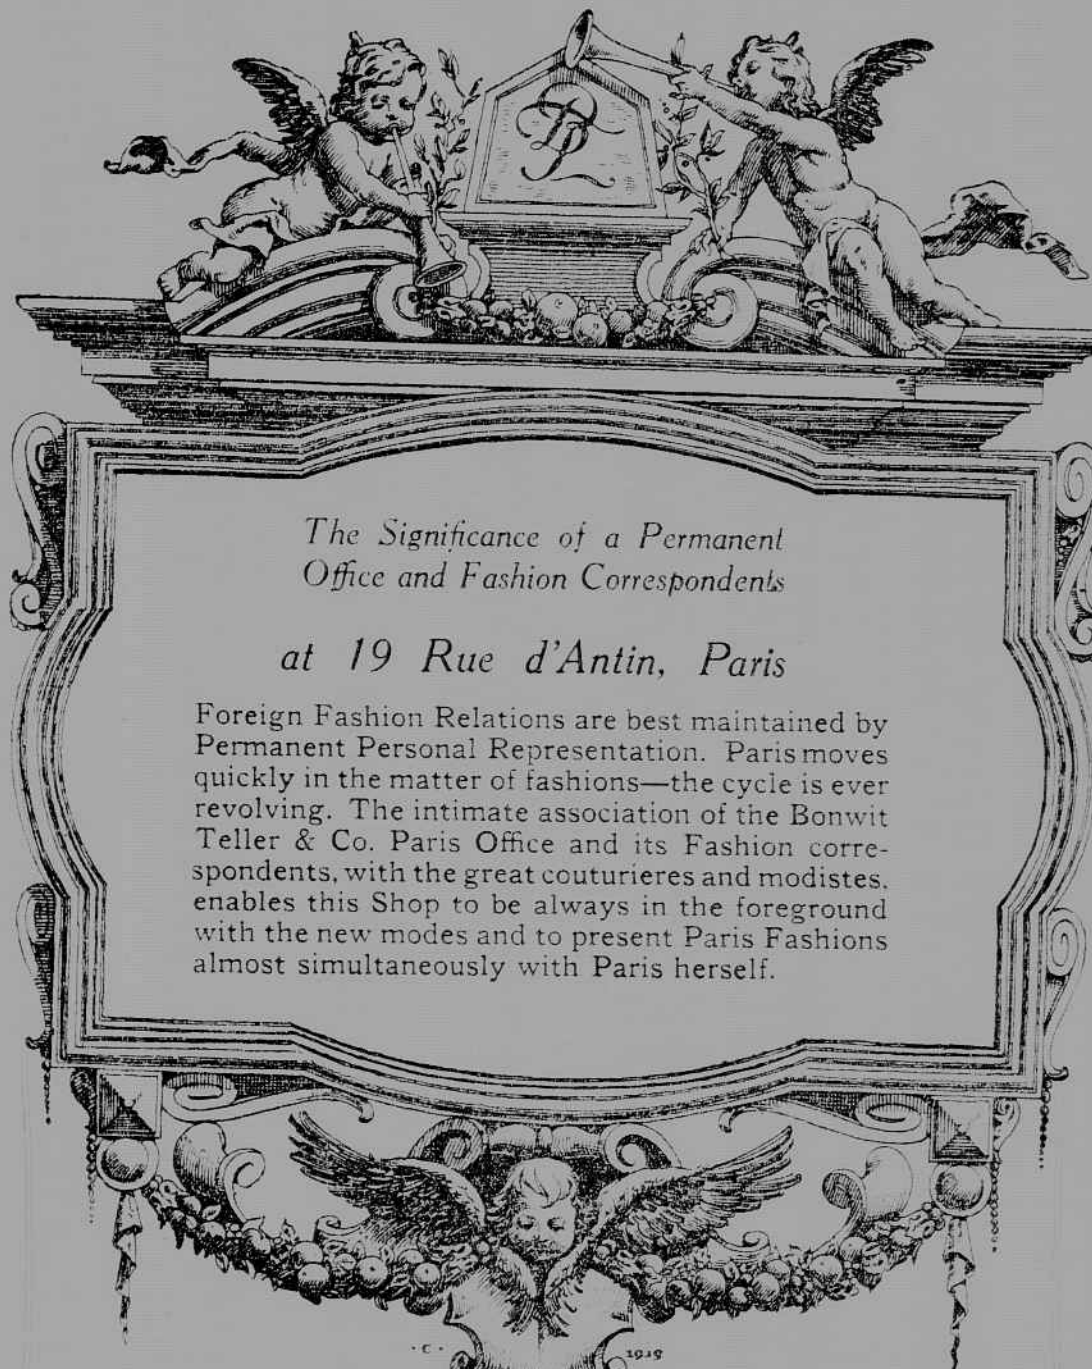 The Significance of a Permanent
Office and Fashion Correspondents
at 19 Rue d'Antin, Paris
Foreign Fashion Relations are best maintained by
Permanent Personal Representation. Paris moves
quickly in the matter of fashions—the cycle is ever
revolving. The intimate association of the Bonwit
Teller & Co. Paris Office and its Fashion corre-
spondents, with the great couturieres and modistes.
enables this Shop to be always in the foreground
with the new modes and to present Paris Fashions
almost simultaneously with Paris herself.